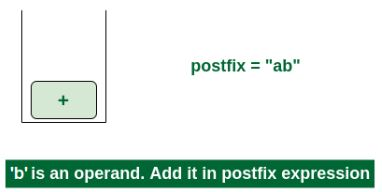 postfix = "ab"
+
'b' is an operand. Add it in postfix expression